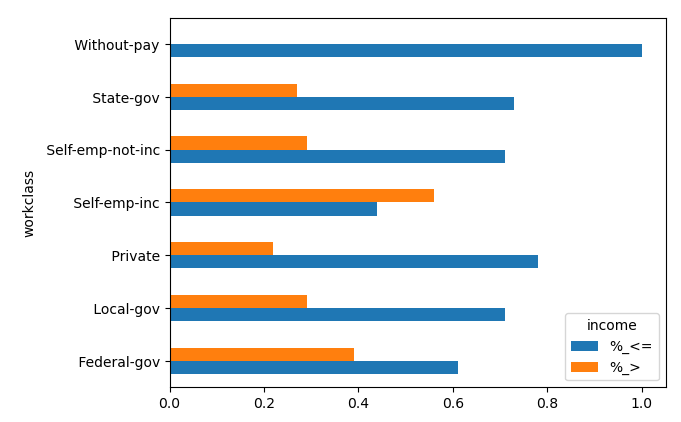 Without-pay
State-gov
Self-emp-not-inc
Self-emp-inc
Private
Local-gov
Federal-gov
workclass
0.0 0.2 0.4 0.6 0.8 1.0
income
%_<=
%_>